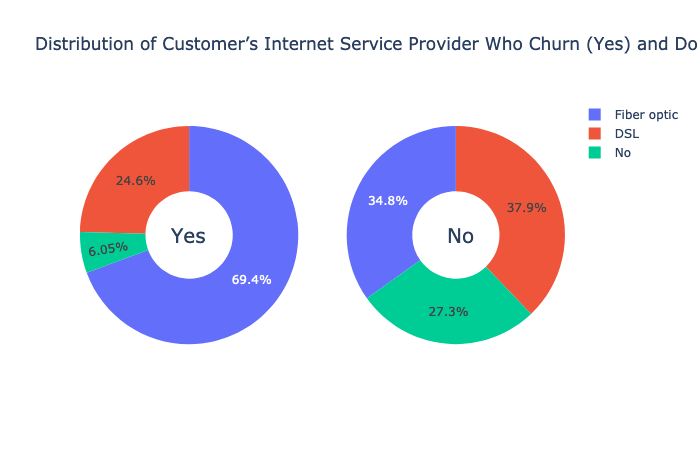 Distribution of Customer’s Internet Service Provider Who Churn (Yes) and Do
Fiber optic
DSL
No
24.6%
6.05%
Yes
69.4%
34.8%
37.9%
No
27.3%